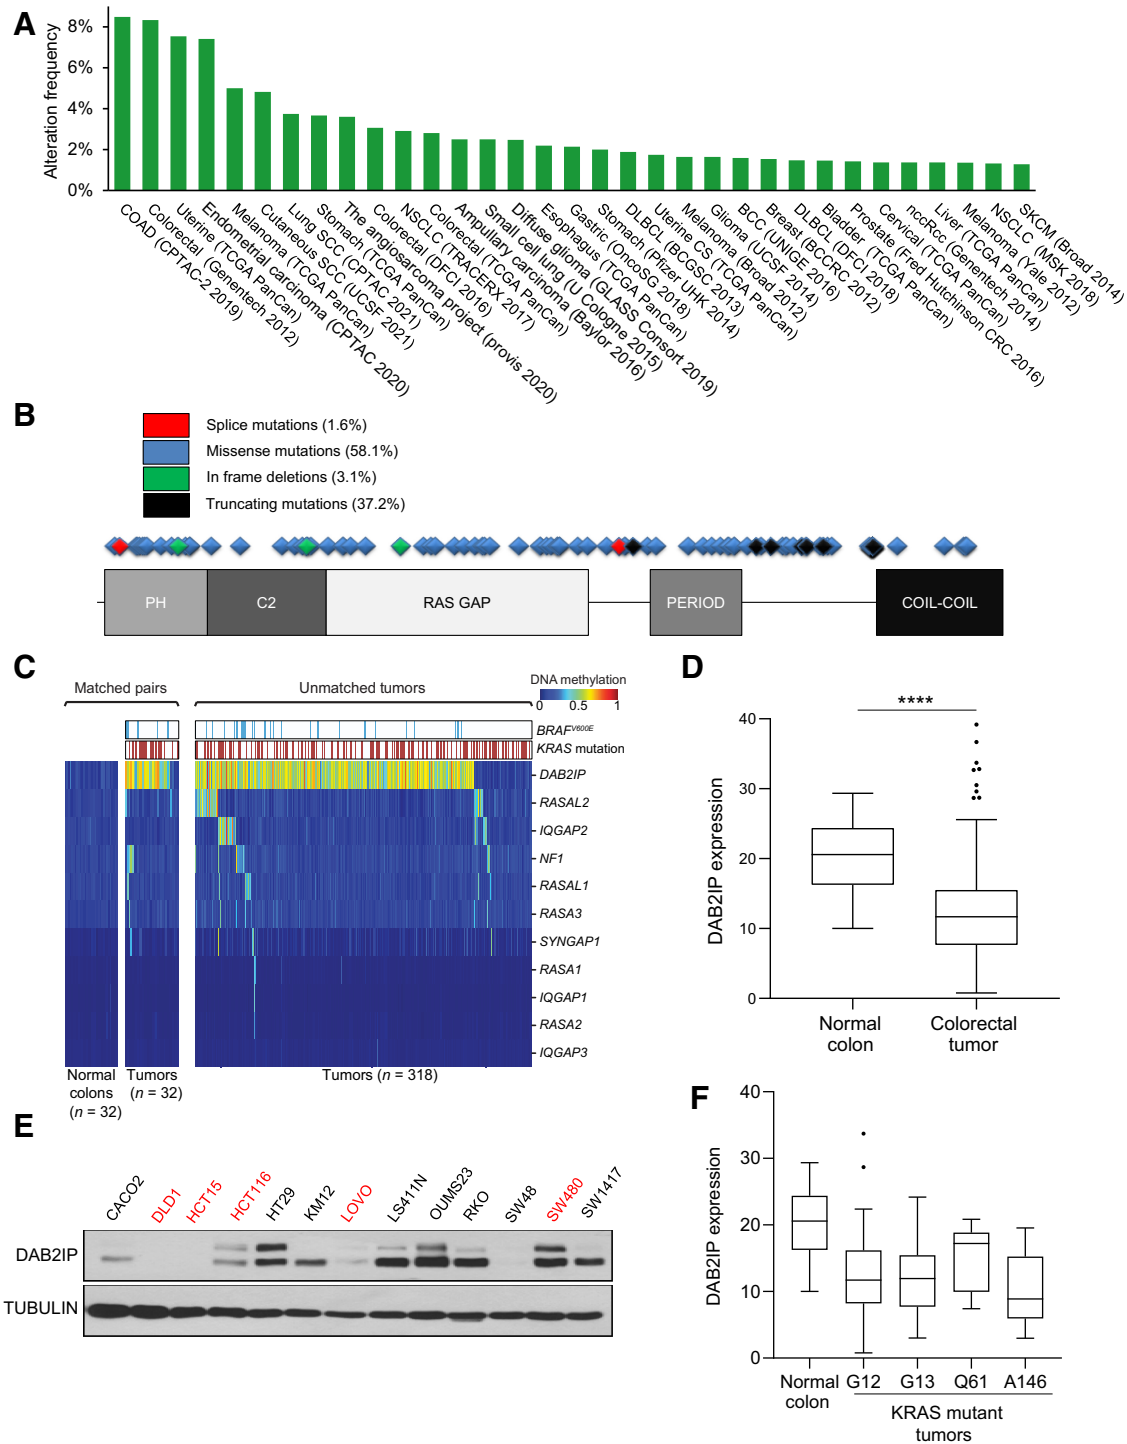 A
Alteration frequency
8%
6%
4%
2%
0%
COAD (CPTAC-2 2019)
Colorectal (Genentech 2012)
Uterine (TCGA PanCan)
Endometrial carcinoma (CPTAC 2020)
Melanoma (TCGA PanCan)
Cutaneous SCC (UCSF 2021)
Lung SCC (CPTAC 2021)
Stomach (TCGA PanCan)
The angiosarcoma project (provis 2020)
Colorectal (DFCI 2016)
NSCLC (TRACERX 2017)
Colorectal (TCGA PanCan)
Ampullary carcinoma (Baylor 2016)
Small cell lung (U Cologne 2015)
Diffuse glioma (GLASS Consort 2019)
Esophagus (TCGA PanCan)
Gastric (OncoSG 2018)
Stomach (Pfizer UHK 2014)
DLBCL (BCGSC 2013)
Uterine CS (TCGA PanCan)
Melanoma (Broad 2012)
Glioma (UCSF 2014)
BCC (UNIGE 2016)
Breast (BCCRC 2012)
DLBCL (DFCI 2018)
Bladder (TCGA PanCan)
Prostate (Fred Hutchinson CRC 2016)
Cervical (TCGA PanCan)
nccRcc (Genentech 2014)
Liver (TCGA PanCan)
Melanoma (Yale 2012)
NSCLC (MSK 2018)
SKCM (Broad 2014)
B
Splice mutations (1.6%)
Missense mutations (58.1%)
In frame deletions (3.1%)
Truncating mutations (37.2%)
PH
C2
RAS GAP
PERIOD
COIL-COIL
C
Matched pairs
Unmatched tumors
DNA methylation
0 1
BRAFV600E
KRAS mutation
DAB2IP
RASAL2
IQGAP2
NF1
RASAL1
RASA3
SYNGAP1
RASA1
IQGAP1
RASA2
IQGAP3
Normal colons (n = 32)
Tumors (n = 32)
Tumors (n = 318)
D
****
DAB2IP expression
40
30
20
10
0
Normal colon
Colorectal tumor
E
CACO2
DLD1
HCT15
HCT116
HT29
KM12
LOVO
LS411N
OUMS23
RKO
SW48
SW480
SW1417
DAB2IP
TUBULIN
F
DAB2IP expression
40
30
20
10
0
Normal colon
G12
G13
Q61
A146
KRAS mutant tumors